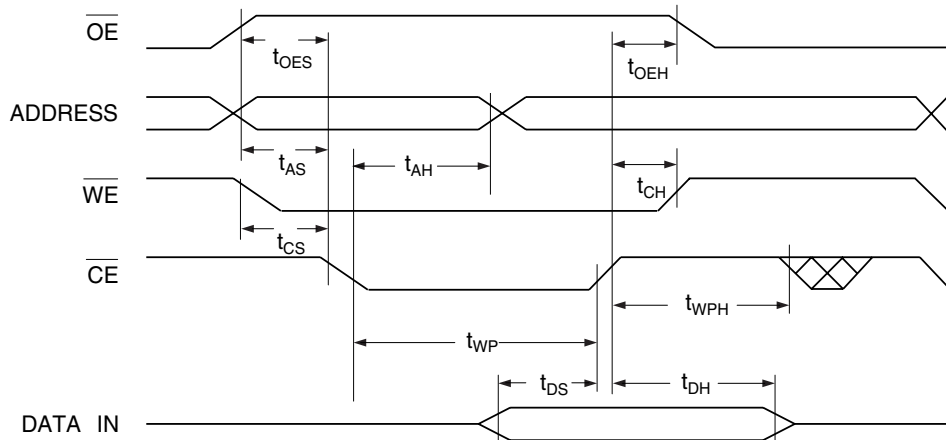 OE
tOES
tOEH
ADDRESS
tAS
tAH
WE
tCH
tCS
CE
tWPH
tWP
tDS
tDH
DATA IN